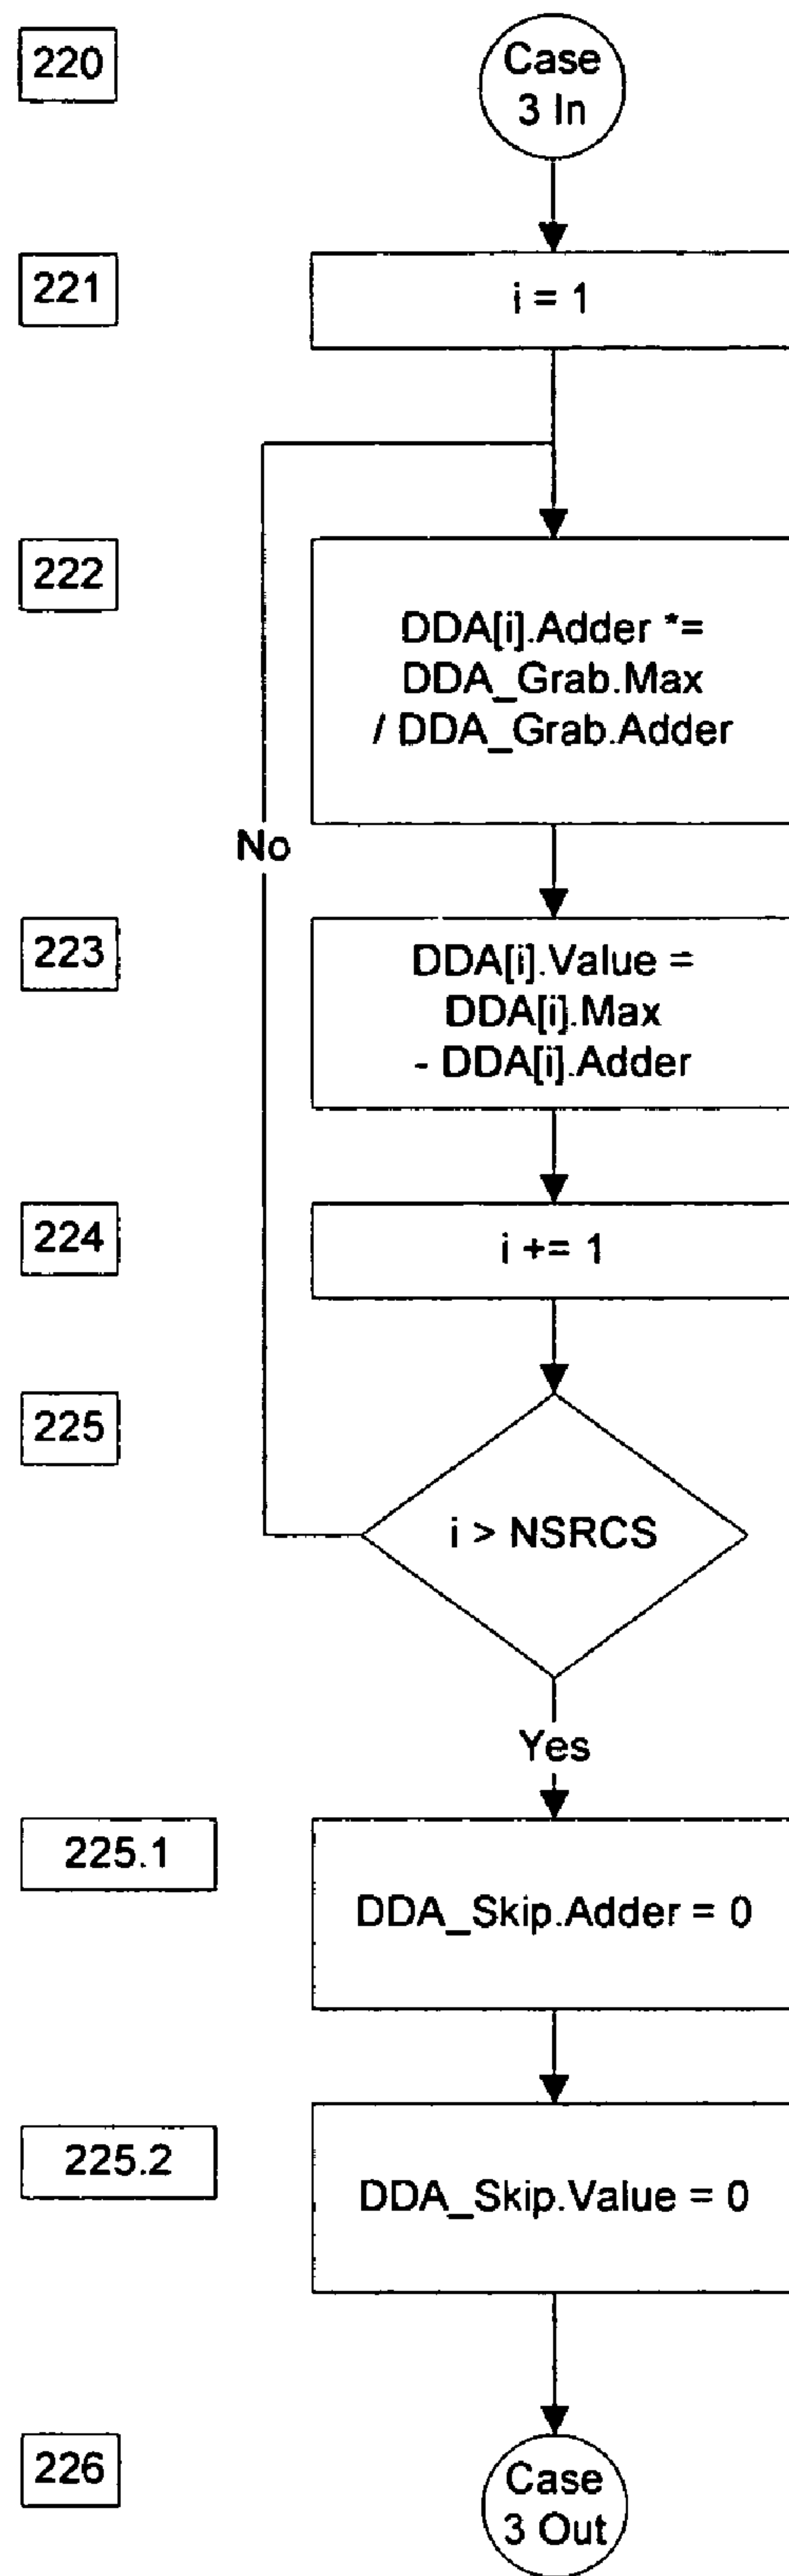 220
Case
3 In
221
i = 1
222
DDA[i].Adder *=
DDA_Grab.Max
/ DDA_Grab.Adder
No
223
DDA[i].Value =
DDA[i].Max
- DDA[i].Adder
224
i += 1
225
i > NSRCS
Yes
225.1
DDA_Skip.Adder = 0
225.2
DDA_Skip.Value = 0
226
Case
3 Out